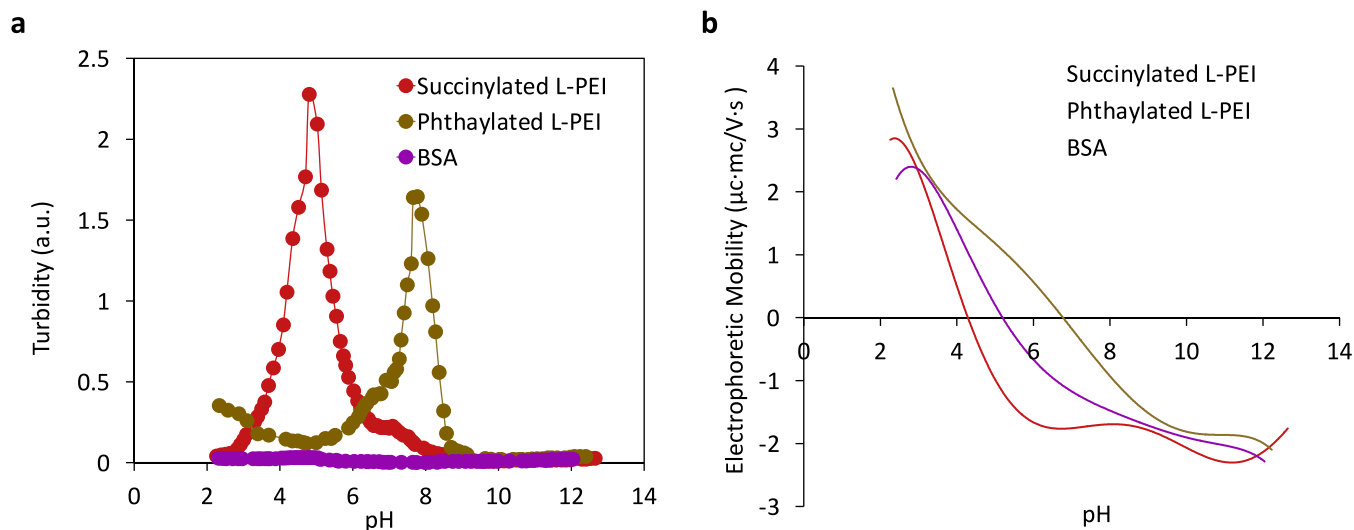 a
2.5
2
1.5
1
0.5
0
0 2 4 6 8 10 12 14
Turbidity (a.u.)
pH
Succinylated L-PEI
Phthaylated L-PEI
BSA
b
4
3
2
1
0
-1
-2
-3
0 2 4 6 8 10 12 14
Electrophoretic Mobility (µc·mc/V·s )
pH
Succinylated L-PEI
Phthaylated L-PEI
BSA